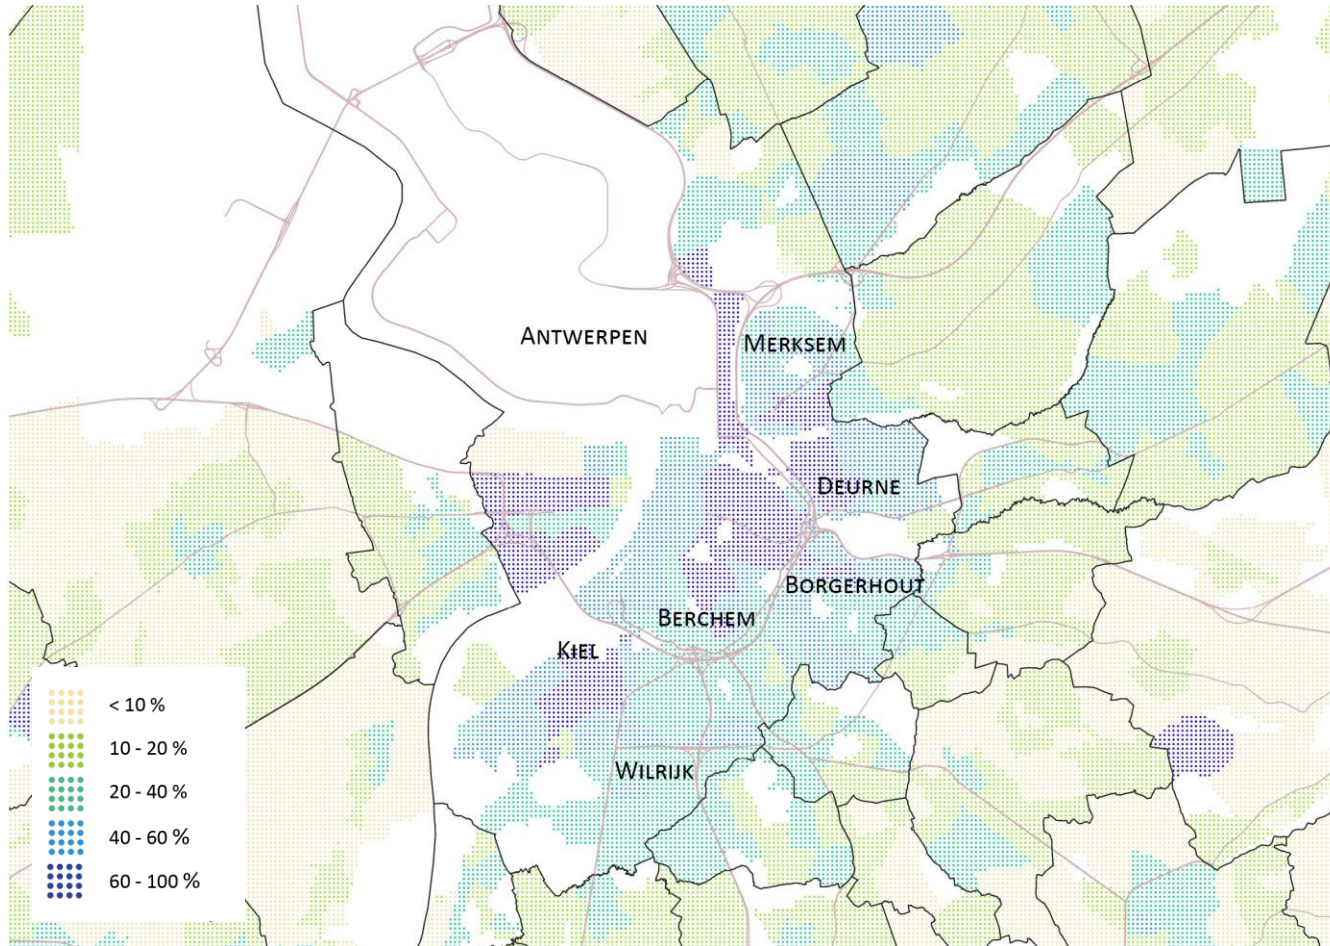 ANTWERPEN
MERKSEM
DEURNE
BORGERHOUT
BERCHEM
KIEL
WILRIJK
< 10 %
10 - 20 %
20 - 40 %
40 - 60 %
60 - 100 %